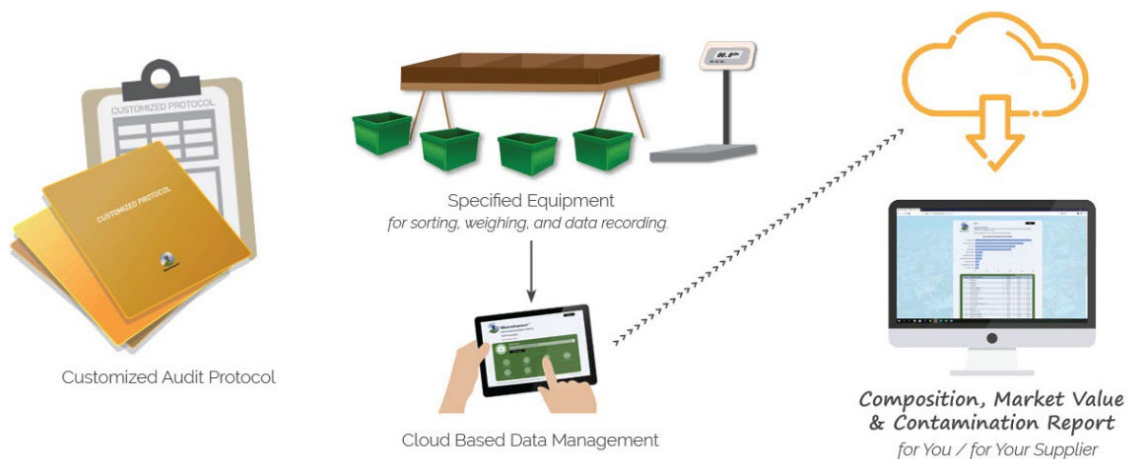 CUSTOMIZED PROTOCOL
CUSTOMIZED PROTOCOL
Customized Audit Protocol
Specified Equipment
for sorting, weighing, and data recording.
Cloud Based Data Management
Composition, Market Value
& Contamination Report
for You / for Your Supplier